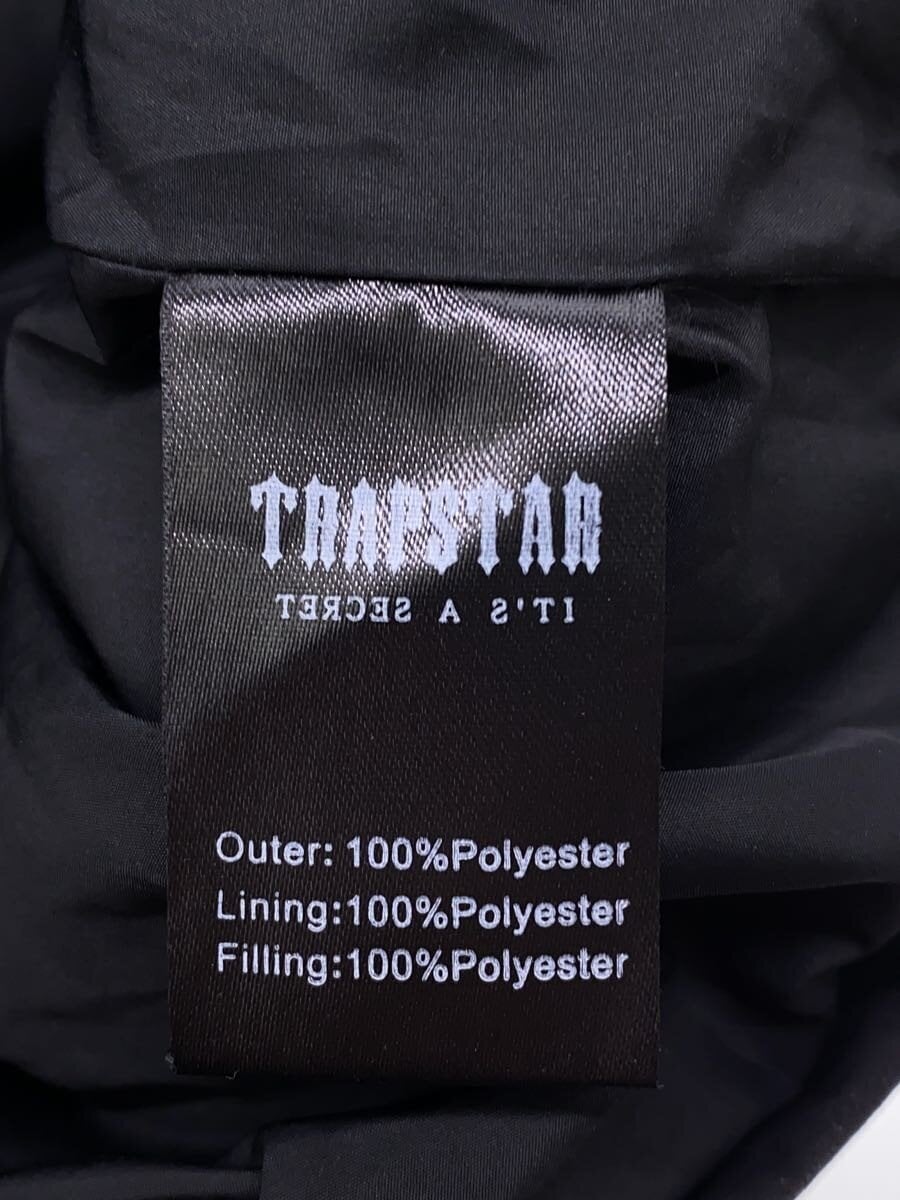 TRAPSTAR
IT'S A SECRET
Outer: 100%Polyester
Lining:100%Polyester
Filling:100%Polyester